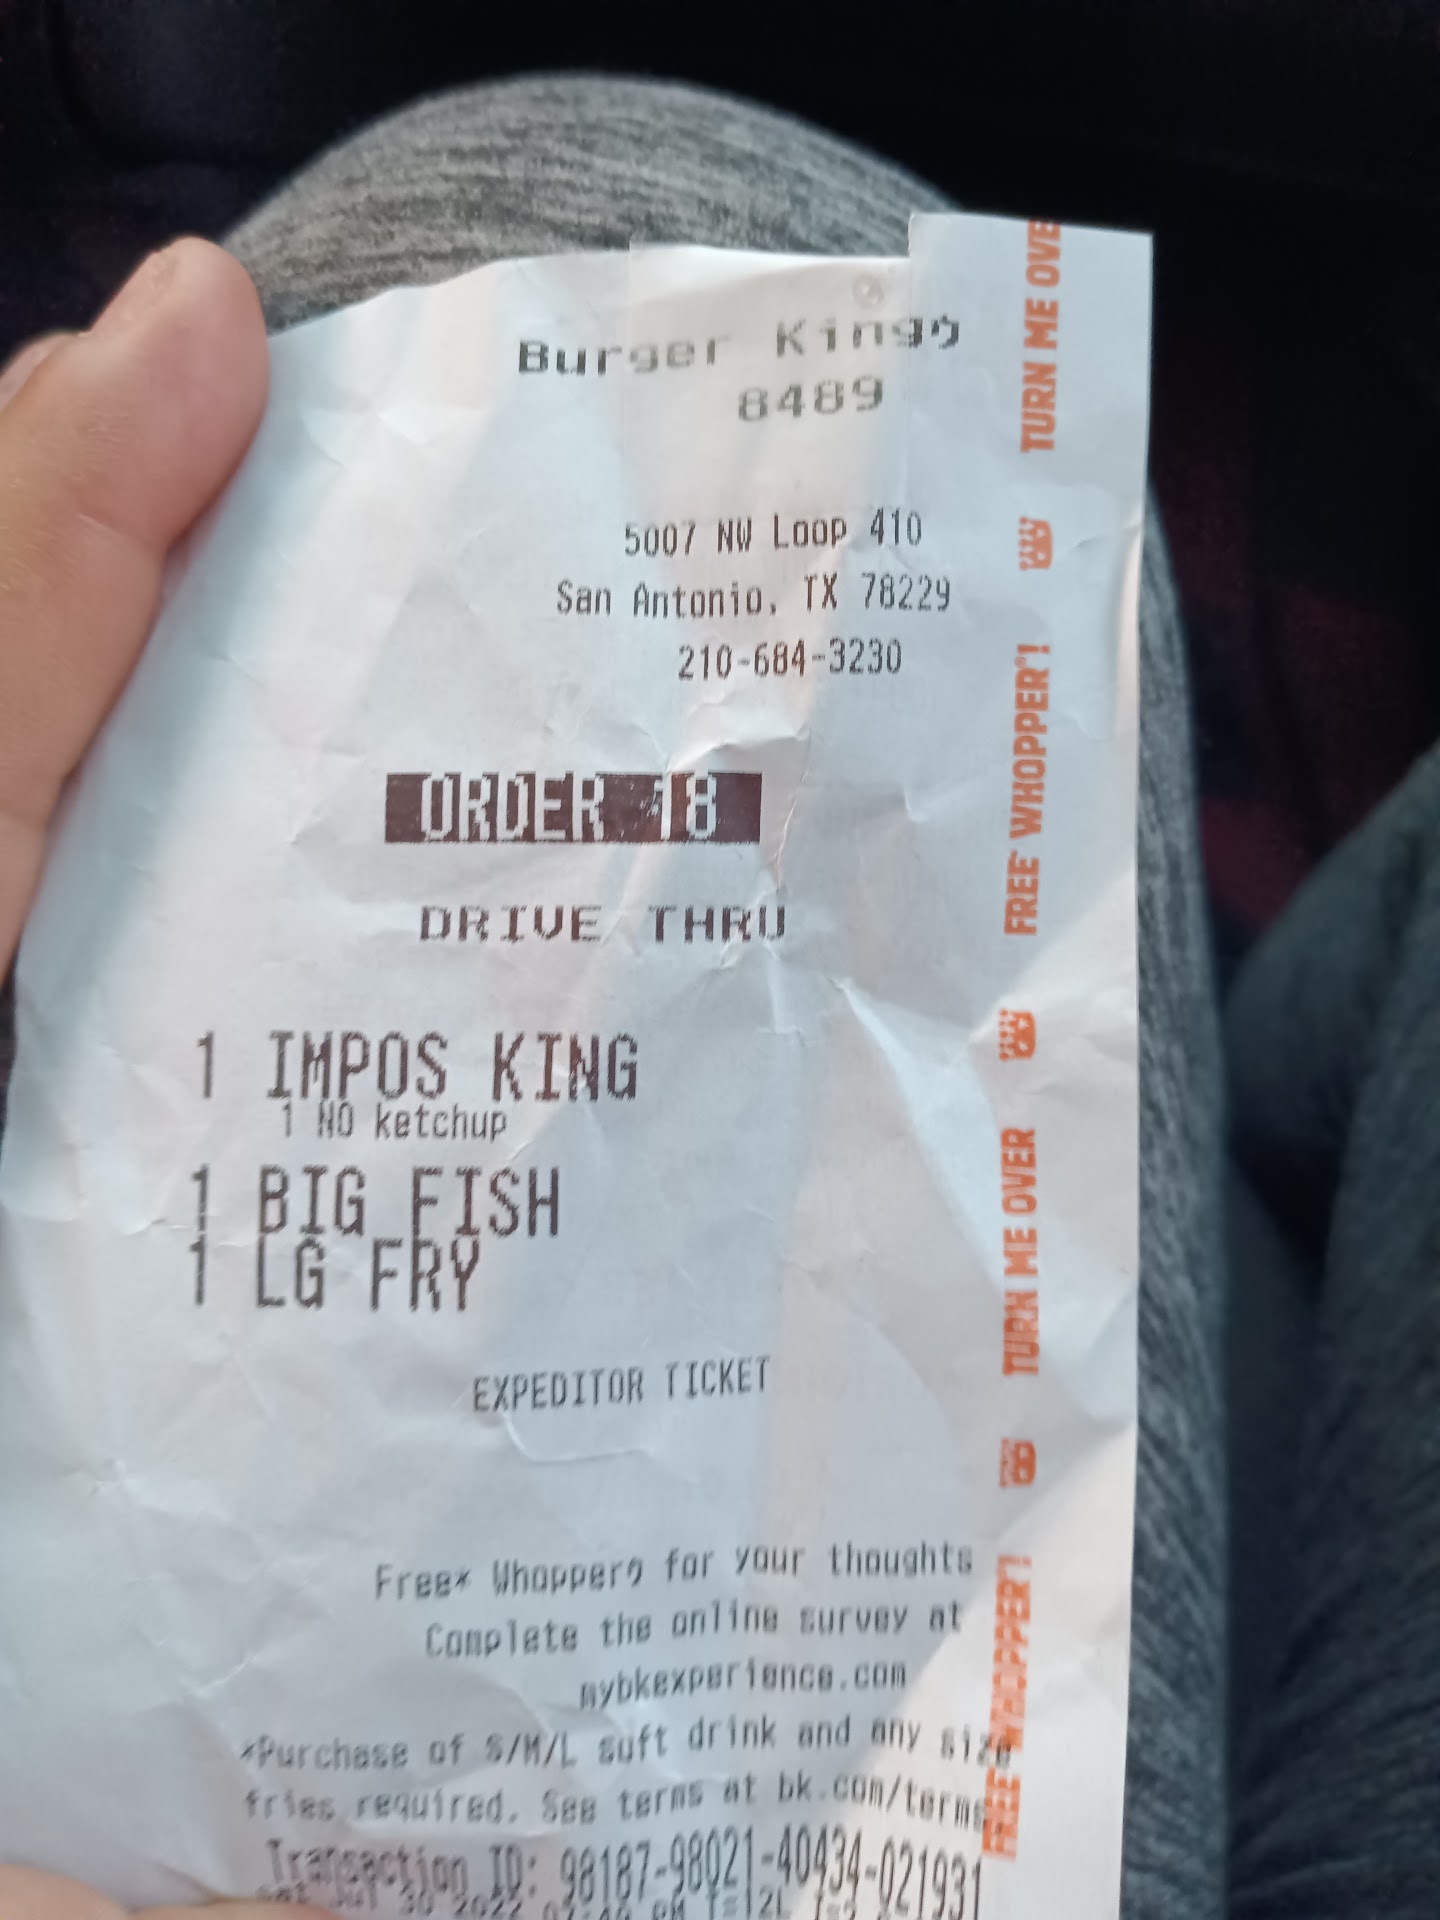 Burger King
8489
5007 NW Loop 410
San Antonio, TX 78229
210-684-3230
ORDER 18
DRIVE THRU
1 IMPOS KING
1 NO ketchup
1 BIG FISH
1 LG FRY
EXPEDITOR TICKET
Free* Whopper® for your thoughts
Complete the online survey at
mybkexperience.com
*Purchase of S/M/L soft drink and any size
fries required. See terms at bk.com/terms
Transaction ID: 98187-98021-40434-021931
30 2022
TURN ME OVE
FREE WHOPPER®!
TURN ME OVER
FREE WHOPPER®!